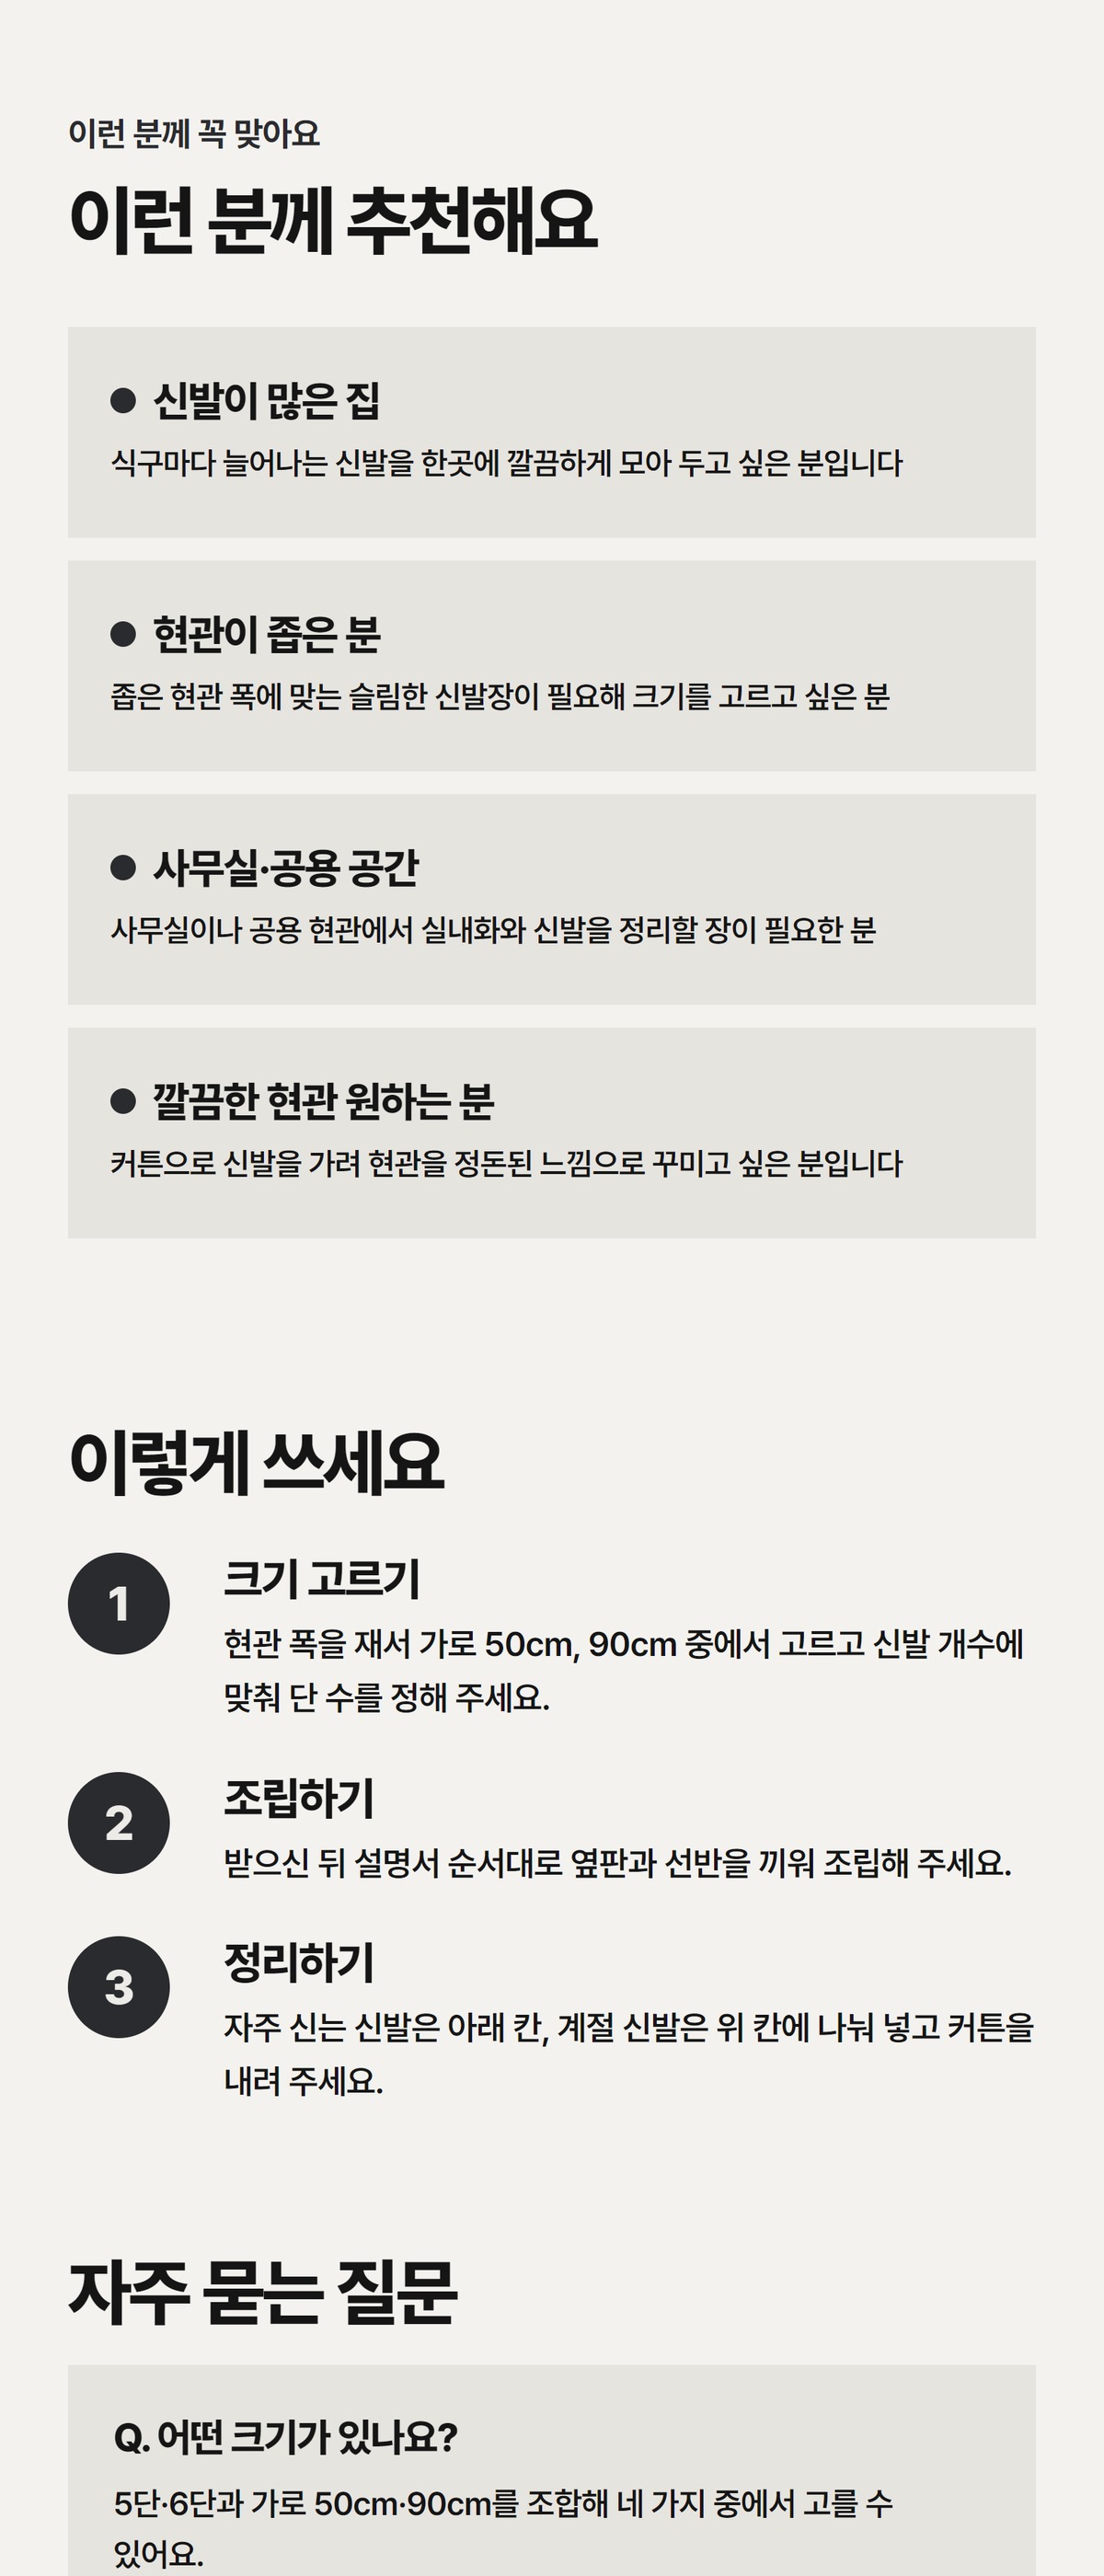 이런 분께 꼭 맞아요
이런 분께 추천해요
신발이 많은 집
식구마다 늘어나는 신발을 한곳에 깔끔하게 모아 두고 싶은 분입니다
현관이 좁은 분
좁은 현관 폭에 맞는 슬림한 신발장이 필요해 크기를 고르고 싶은 분
사무실·공용 공간
사무실이나 공용 현관에서 실내화와 신발을 정리할 장이 필요한 분
깔끔한 현관 원하는 분
커튼으로 신발을 가려 현관을 정돈된 느낌으로 꾸미고 싶은 분입니다
이렇게 쓰세요
1
크기 고르기
현관 폭을 재서 가로 50cm, 90cm 중에서 고르고 신발 개수에
맞춰 단 수를 정해 주세요.
2
조립하기
받으신 뒤 설명서 순서대로 옆판과 선반을 끼워 조립해 주세요.
3
정리하기
자주 신는 신발은 아래 칸, 계절 신발은 위 칸에 나눠 넣고 커튼을
내려 주세요.
자주 묻는 질문
Q. 어떤 크기가 있나요?
5단·6단과 가로 50cm·90cm를 조합해 네 가지 중에서 고를 수
있어요.